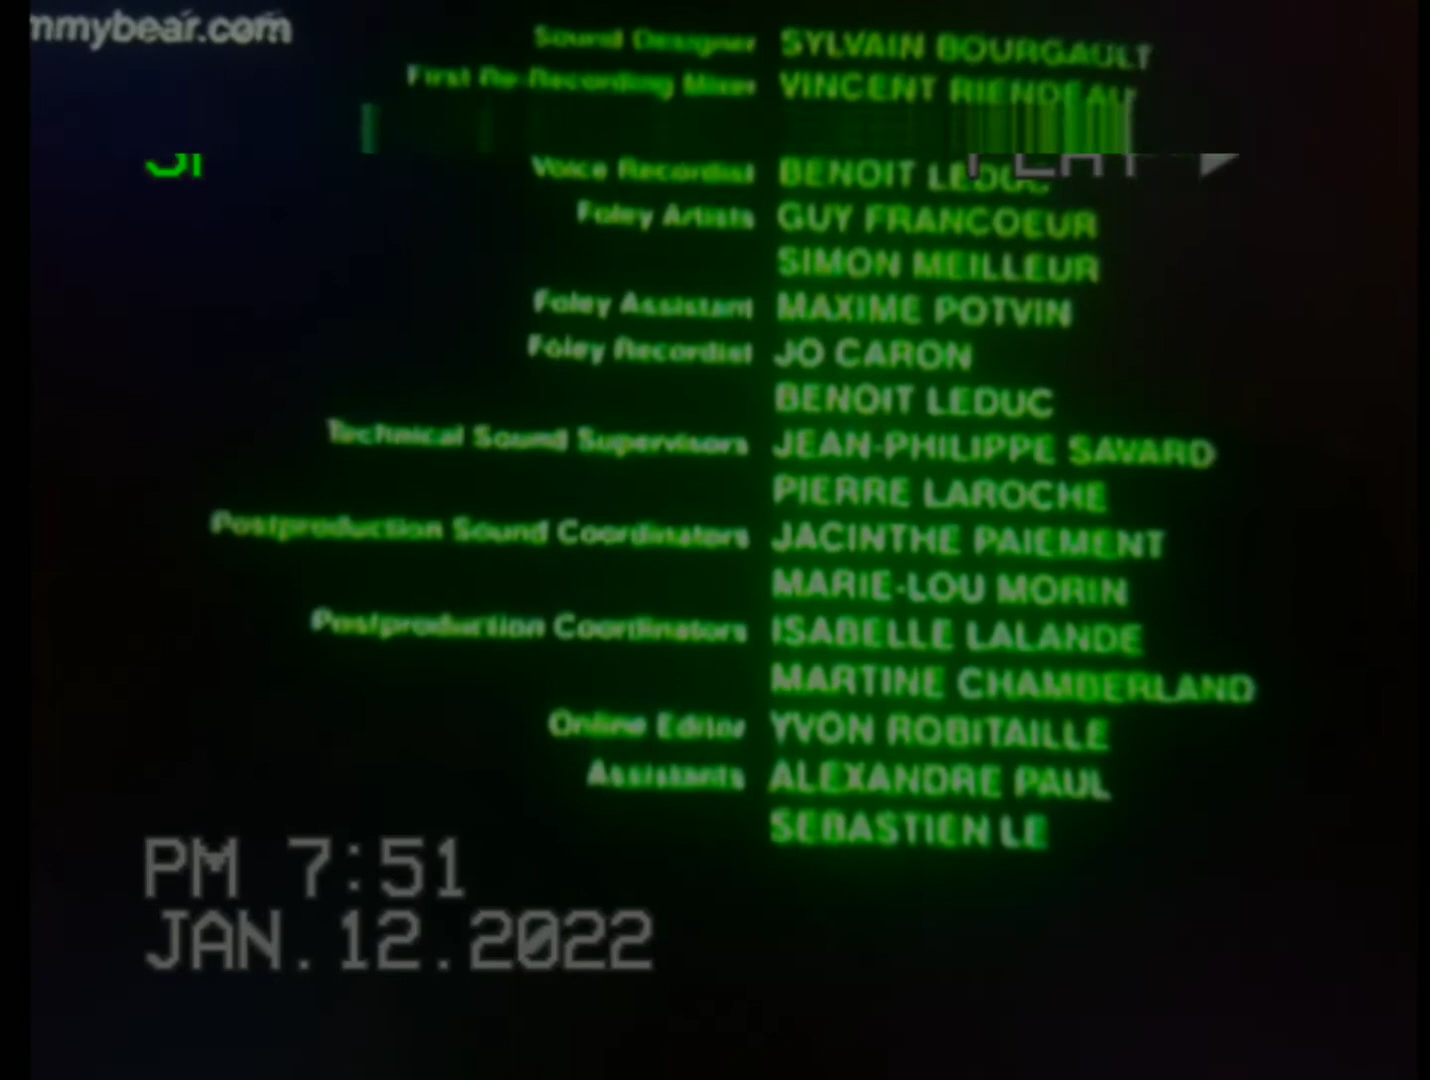 mmybear.com
Sound Designer SYLVAIN BOURGAULT
First Re-Recording Mixer VINCENT RIENDEAU
PLAY
Voice Recordist BENOIT LEDUC
Foley Artists GUY FRANCOEUR
SIMON MEILLEUR
Foley Assistant MAXIME POTVIN
Foley Recordist JO CARON
BENOIT LEDUC
Technical Sound Supervisors JEAN-PHILIPPE SAVARD
PIERRE LAROCHE
Postproduction Sound Coordinators JACINTHE PAIEMENT
MARIE-LOU MORIN
Postproduction Coordinators ISABELLE LALANDE
MARTINE CHAMBERLAND
Online Editor YVON ROBITAILLE
Assistants ALEXANDRE PAUL
SEBASTIEN LE
PM 7:51
JAN.12.2022